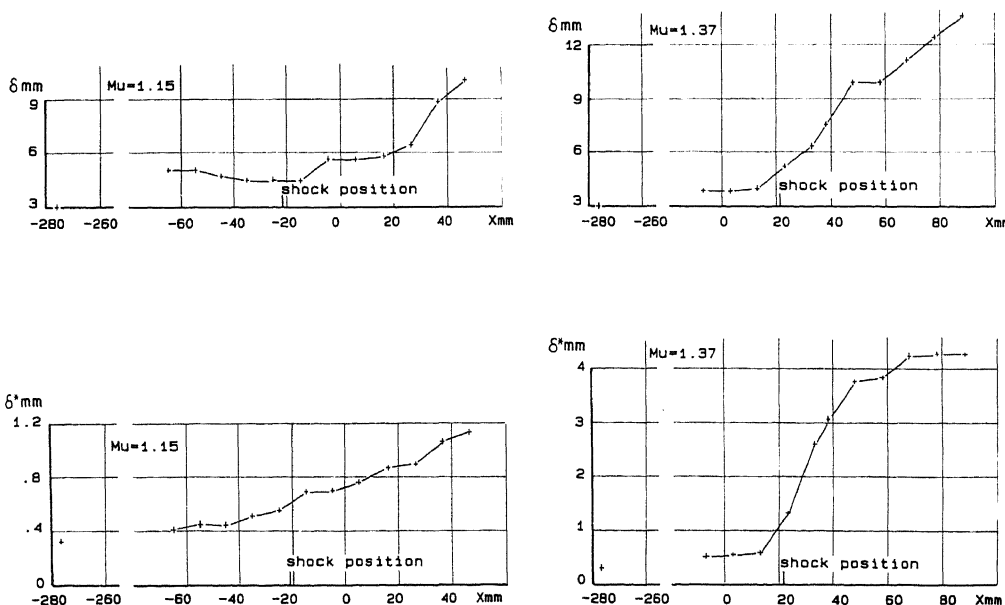 δ mm
Mu=1.15
9
6
3
shock position
-280 -260 -60 -40 -20 0 20 40 Xmm
δ mm
Mu=1.37
12
9
6
3
shock position
-280 -260 0 20 40 60 80 Xmm
δ*mm
1.2
Mu=1.15
.8
.4
0
shock position
-280 -260 -60 -40 -20 0 20 40 Xmm
δ*mm
Mu=1.37
4
3
2
1
0
shock position
-280 -260 0 20 40 60 80 Xmm